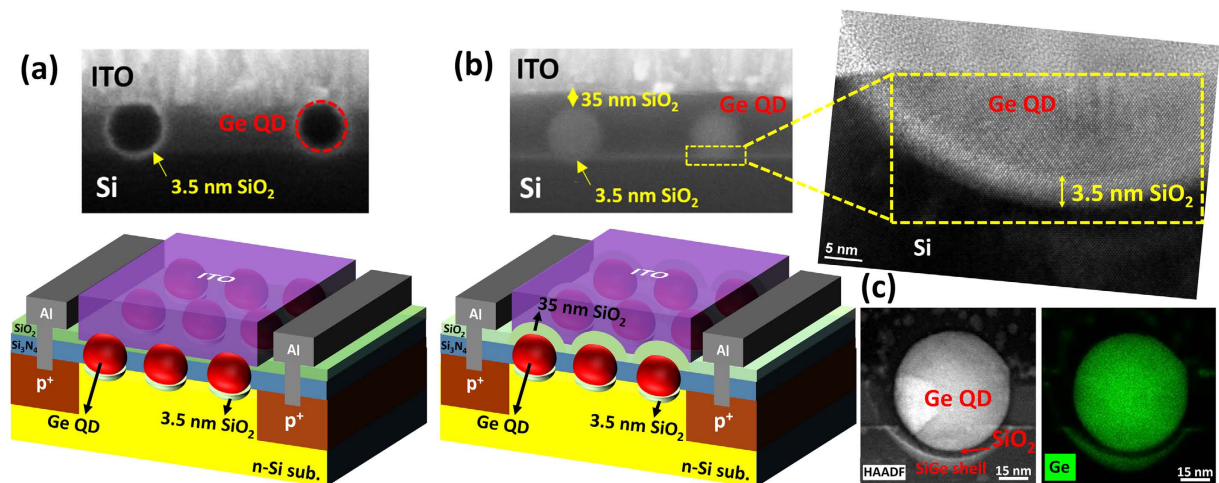 (a)
ITO
Ge QD
3.5 nm SiO₂
Si
(b)
ITO
35 nm SiO₂
Ge QD
3.5 nm SiO₂
Si
Ge QD
3.5 nm SiO₂
Si
5 nm
ITO
Al
SiO₂
Si₃N₄
p⁺
Al
p⁺
Ge QD
3.5 nm SiO₂
n-Si sub.
ITO
35 nm SiO₂
Al
SiO₂
Si₃N₄
p⁺
Al
p⁺
Ge QD
3.5 nm SiO₂
n-Si sub.
(c)
Ge QD
SiO₂
SiGe shell
HAADF
15 nm
Ge
15 nm